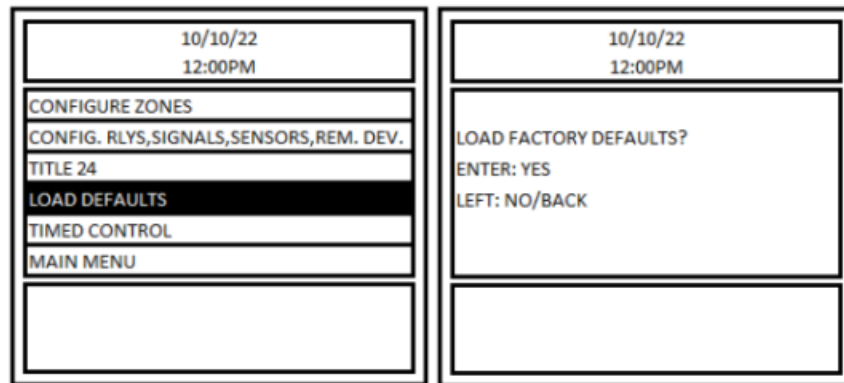 10/10/22
12:00PM
CONFIGURE ZONES
CONFIG. RLYS,SIGNALS,SENSORS,REM. DEV.
TITLE 24
LOAD DEFAULTS
TIMED CONTROL
MAIN MENU
10/10/22
12:00PM
LOAD FACTORY DEFAULTS?
ENTER: YES
LEFT: NO/BACK